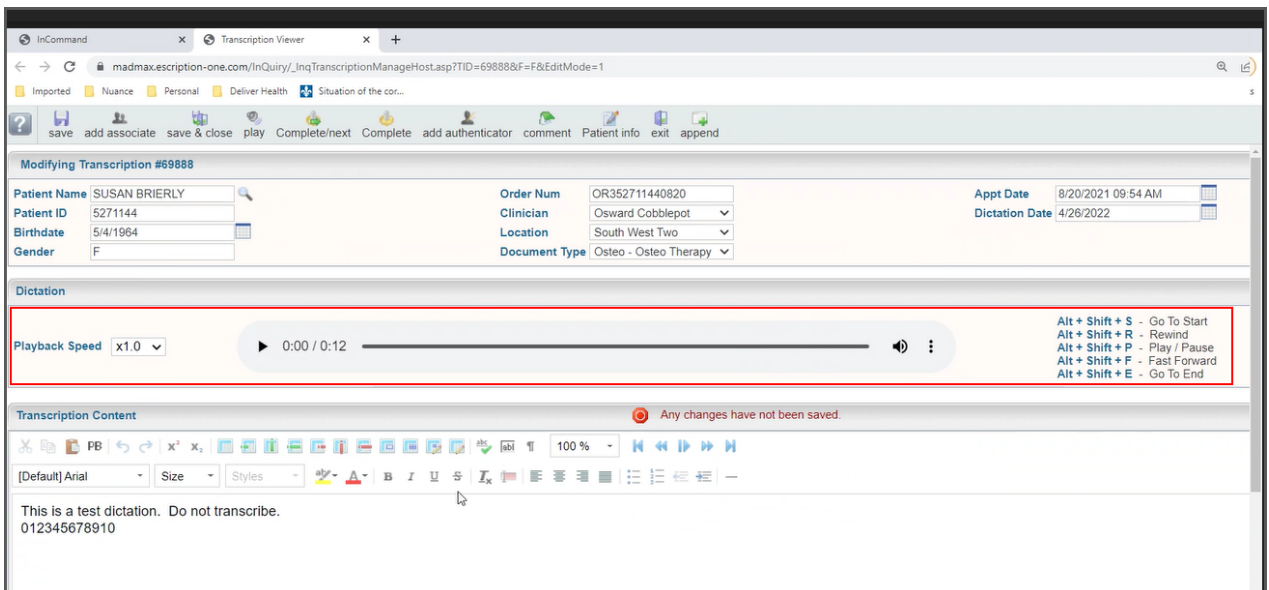 InCommand × Transcription Viewer × +
madmax.escription-one.com/InQuiry/_InqTranscriptionManageHost.asp?TID=69888&F=F&EditMode=1
Imported Nuance Personal Deliver Health Situation of the cor... s
? save add associate save & close play Complete/next Complete add authenticator comment Patient info exit append
Modifying Transcription #69888
Patient Name SUSAN BRIERLY Order Num OR352711440820 Appt Date 8/20/2021 09:54 AM
Patient ID 5271144 Clinician Osward Cobblepot Dictation Date 4/26/2022
Birthdate 5/4/1964 Location South West Two
Gender F Document Type Osteo - Osteo Therapy
Dictation
Alt + Shift + S - Go To Start
Alt + Shift + R - Rewind
Playback Speed x1.0 0:00 / 0:12 Alt + Shift + P - Play / Pause
Alt + Shift + F - Fast Forward
Alt + Shift + E - Go To End
Transcription Content Any changes have not been saved.
PB x² x₂ abc abl ¶ 100 %
[Default] Arial Size Styles ab A B I U S Ix
This is a test dictation. Do not transcribe.
012345678910